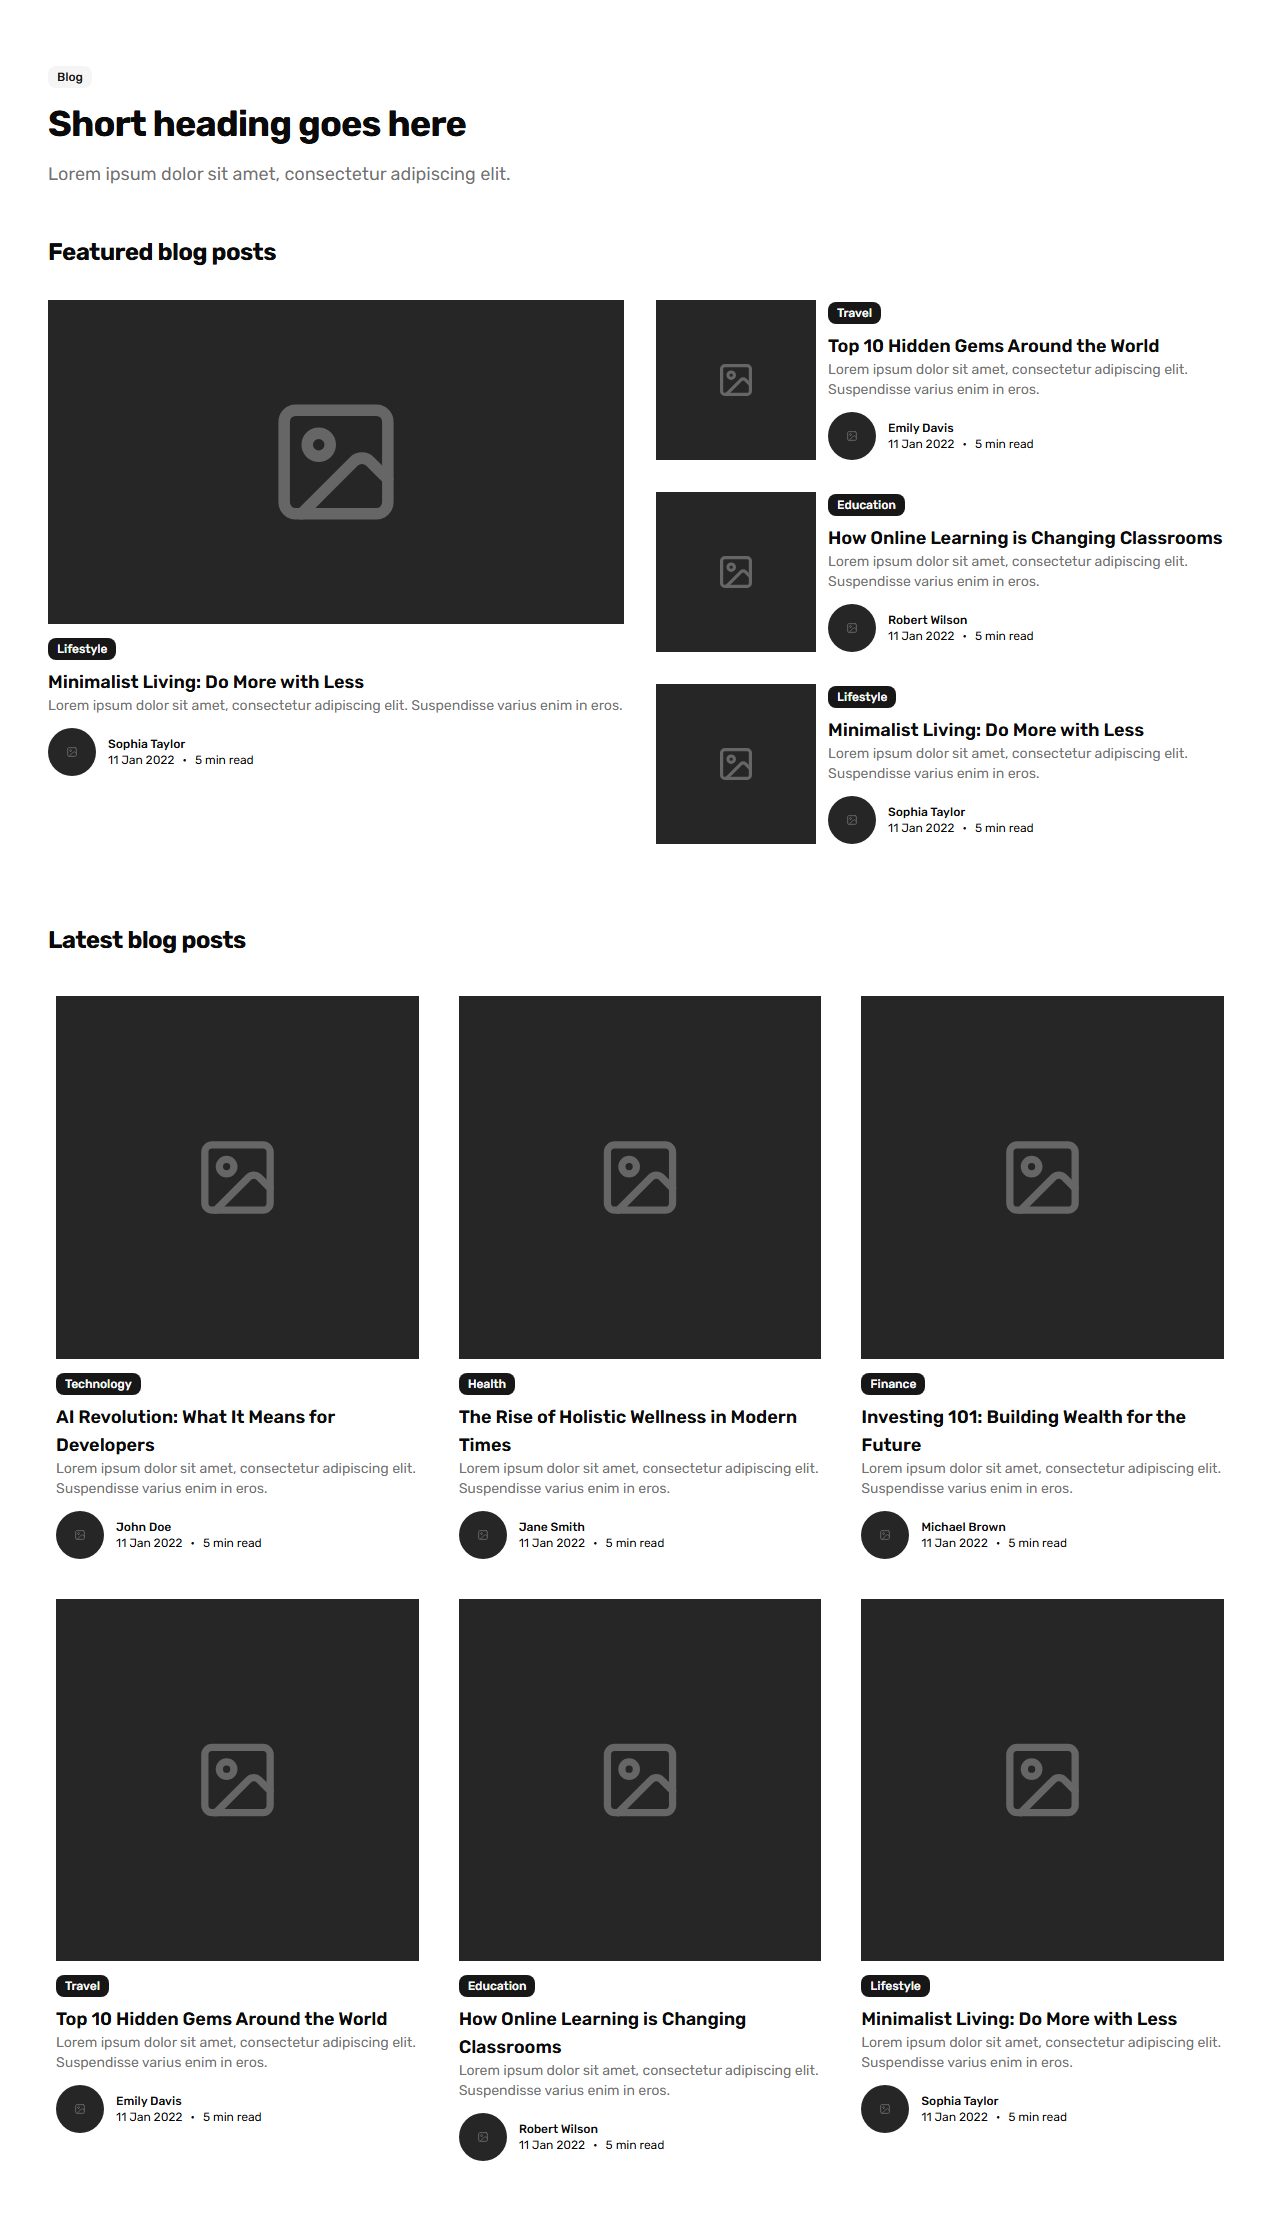 Blog
Short heading goes here
Lorem ipsum dolor sit amet, consectetur adipiscing elit.
Featured blog posts
Lifestyle
Minimalist Living: Do More with Less
Lorem ipsum dolor sit amet, consectetur adipiscing elit. Suspendisse varius enim in eros.
Sophia Taylor
11 Jan 2022 • 5 min read
Travel
Top 10 Hidden Gems Around the World
Lorem ipsum dolor sit amet, consectetur adipiscing elit.
Suspendisse varius enim in eros.
Emily Davis
11 Jan 2022 • 5 min read
Education
How Online Learning is Changing Classrooms
Lorem ipsum dolor sit amet, consectetur adipiscing elit.
Suspendisse varius enim in eros.
Robert Wilson
11 Jan 2022 • 5 min read
Lifestyle
Minimalist Living: Do More with Less
Lorem ipsum dolor sit amet, consectetur adipiscing elit.
Suspendisse varius enim in eros.
Sophia Taylor
11 Jan 2022 • 5 min read
Latest blog posts
Technology
AI Revolution: What It Means for
Developers
Lorem ipsum dolor sit amet, consectetur adipiscing elit.
Suspendisse varius enim in eros.
John Doe
11 Jan 2022 • 5 min read
Health
The Rise of Holistic Wellness in Modern
Times
Lorem ipsum dolor sit amet, consectetur adipiscing elit.
Suspendisse varius enim in eros.
Jane Smith
11 Jan 2022 • 5 min read
Finance
Investing 101: Building Wealth for the
Future
Lorem ipsum dolor sit amet, consectetur adipiscing elit.
Suspendisse varius enim in eros.
Michael Brown
11 Jan 2022 • 5 min read
Travel
Top 10 Hidden Gems Around the World
Lorem ipsum dolor sit amet, consectetur adipiscing elit.
Suspendisse varius enim in eros.
Emily Davis
11 Jan 2022 • 5 min read
Education
How Online Learning is Changing
Classrooms
Lorem ipsum dolor sit amet, consectetur adipiscing elit.
Suspendisse varius enim in eros.
Robert Wilson
11 Jan 2022 • 5 min read
Lifestyle
Minimalist Living: Do More with Less
Lorem ipsum dolor sit amet, consectetur adipiscing elit.
Suspendisse varius enim in eros.
Sophia Taylor
11 Jan 2022 • 5 min read